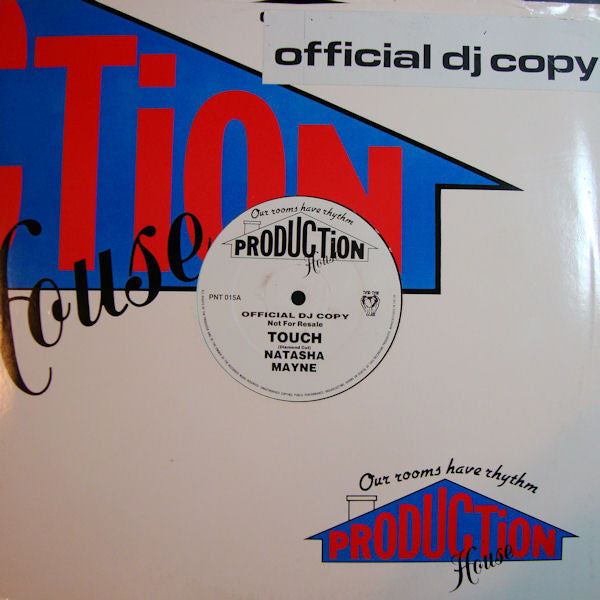 official dj copy
CTiON
House
Our rooms have rhythm
PRODUCTiON
House
PNT 015A
OFFICIAL DJ COPY
Not For Resale
TOUCH
(Diamond Cut)
NATASHA
MAYNE
Our rooms have rhythm
PRODUCTiON
House